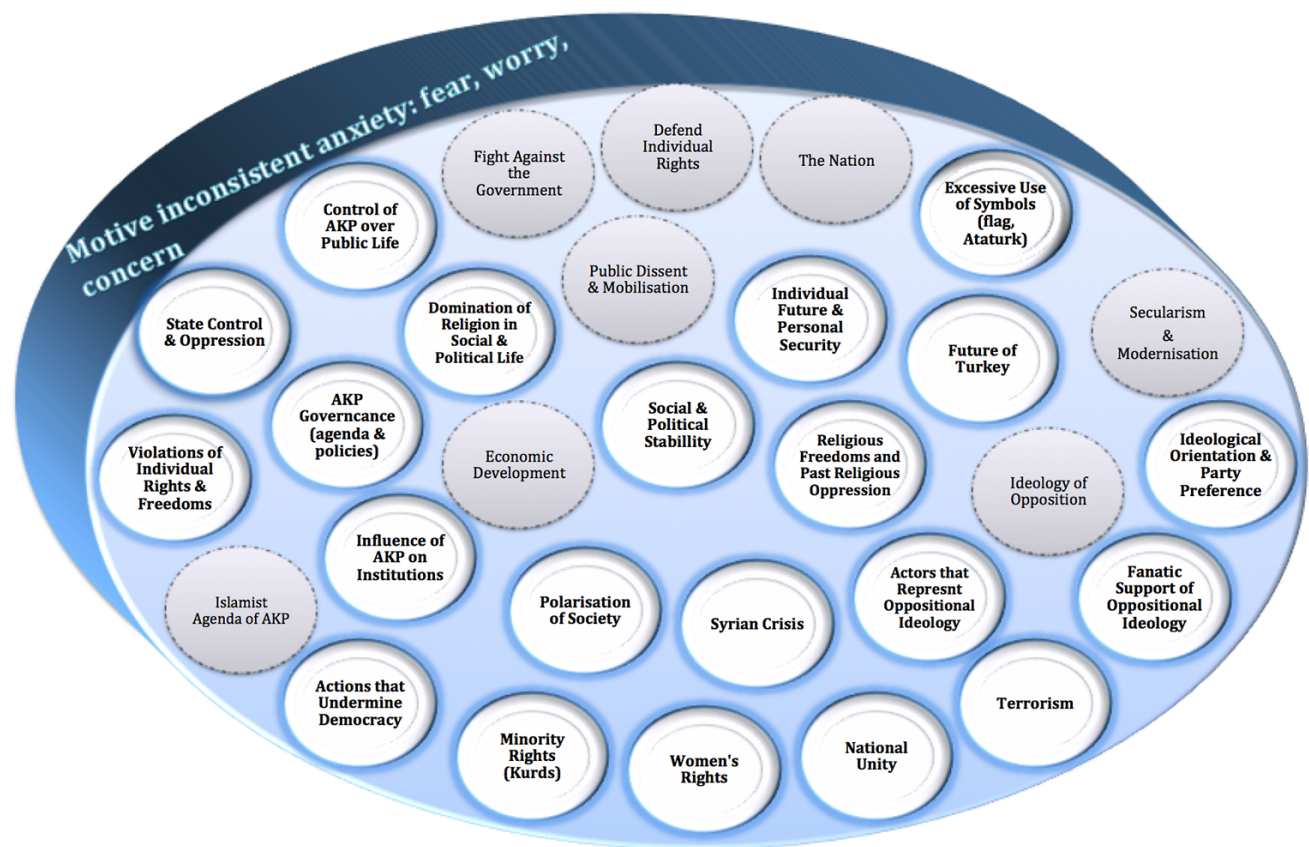 Motive inconsistent anxiety: fear, worry,
concern
Fight Against
the
Government
Defend
Individual
Rights
The Nation
Control of
AKP over
Public Life
Excessive Use
of Symbols
(flag,
Ataturk)
Public Dissent
& Mobilisation
State Control
& Oppression
Domination of
Religion in
Social &
Political Life
Individual
Future &
Personal
Security
Future of
Turkey
Secularism
&
Modernisation
AKP
Governcance
(agenda &
policies)
Social &
Political
Stabillity
Violations of
Individual
Rights &
Freedoms
Economic
Development
Religious
Freedoms and
Past Religious
Oppression
Ideology of
Opposition
Ideological
Orientation &
Party
Preference
Influence of
AKP on
Institutions
Islamist
Agenda of AKP
Polarisation
of Society
Syrian Crisis
Actors that
Represnt
Oppositional
Ideology
Fanatic
Support of
Oppositional
Ideology
Actions that
Undermine
Democracy
Minority
Rights
(Kurds)
Women's
Rights
National
Unity
Terrorism